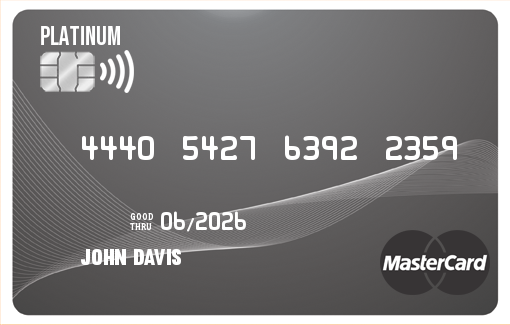 PLATINUM
4440 5427 6392 2359
GOOD THRU 06/2026
JOHN DAVIS
MasterCard